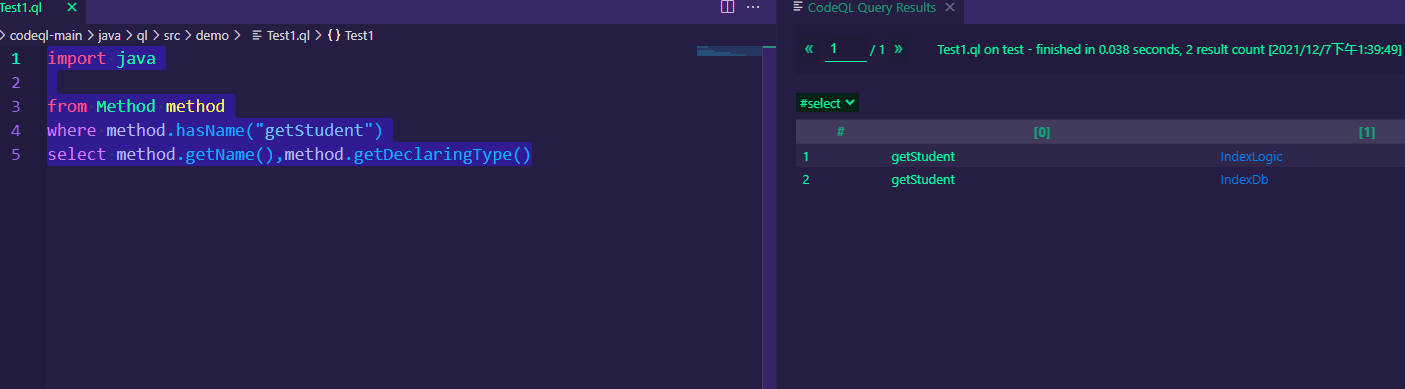 Test1.ql
codeql-main > java > ql > src > demo > Test1.ql > {} Test1
1 import java
2
3 from Method method
4 where method.hasName("getStudent")
5 select method.getName(),method.getDeclaringType()
CodeQL Query Results
« 1 / 1 » Test1.ql on test - finished in 0.038 seconds, 2 result count [2021/12/7下午1:39:49]
#select
# [0] [1]
1 getStudent IndexLogic
2 getStudent IndexDb